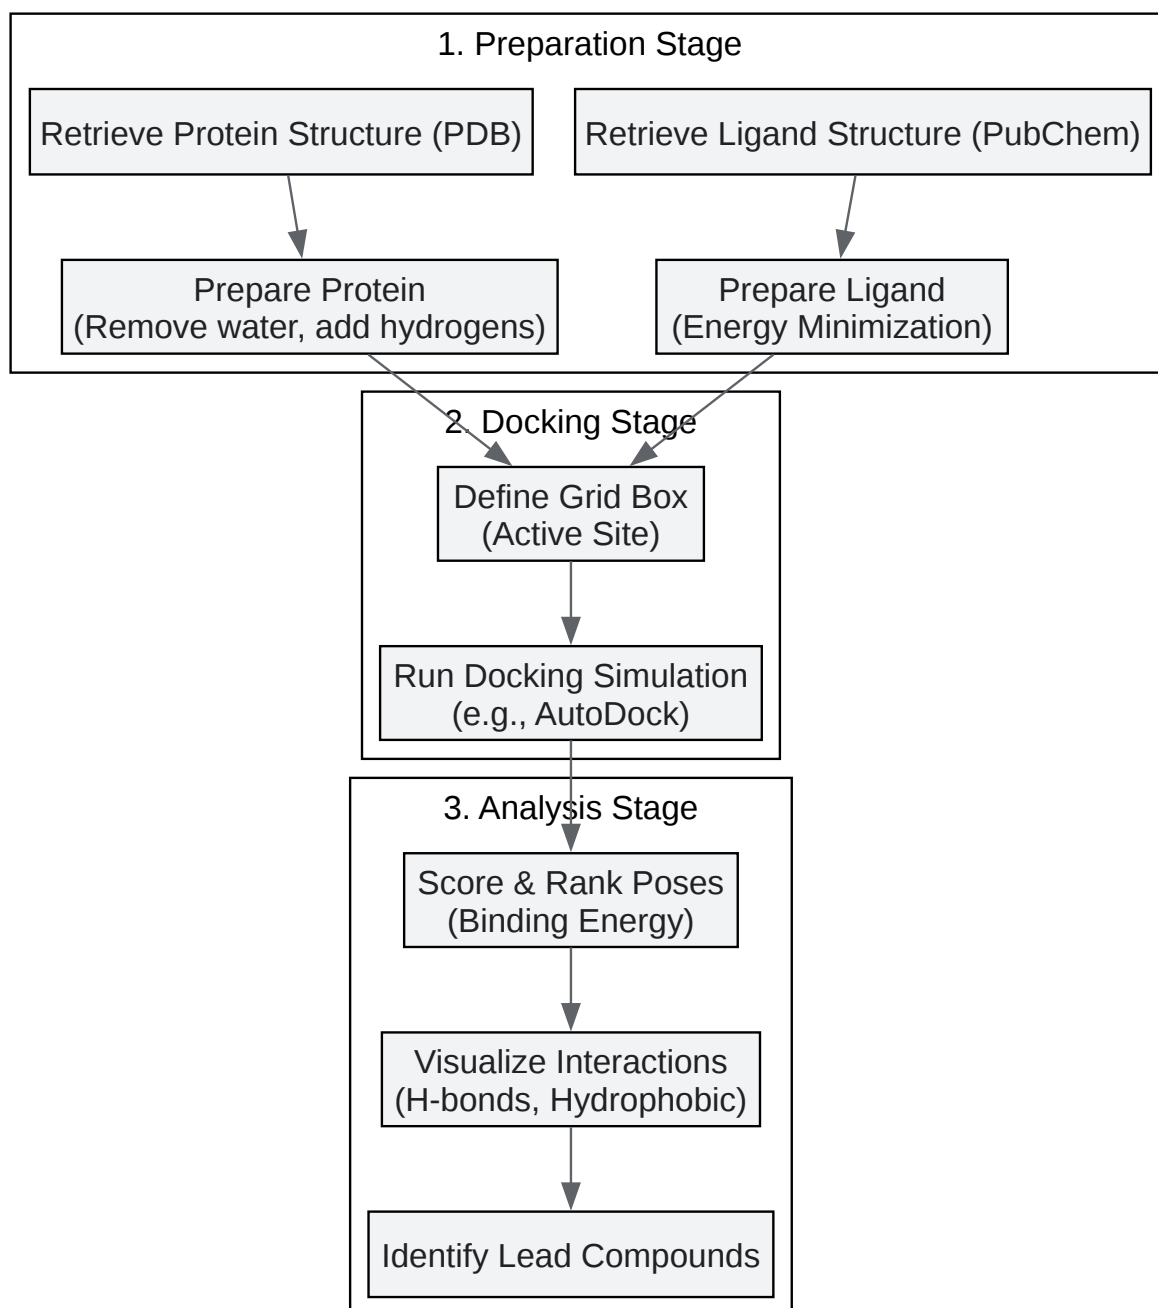 1. Preparation Stage
Retrieve Protein Structure (PDB)
Retrieve Ligand Structure (PubChem)
Prepare Protein
(Remove water, add hydrogens)
Prepare Ligand
(Energy Minimization)
2. Docking Stage
Define Grid Box
(Active Site)
Run Docking Simulation
(e.g., AutoDock)
3. Analysis Stage
Score & Rank Poses
(Binding Energy)
Visualize Interactions
(H-bonds, Hydrophobic)
Identify Lead Compounds